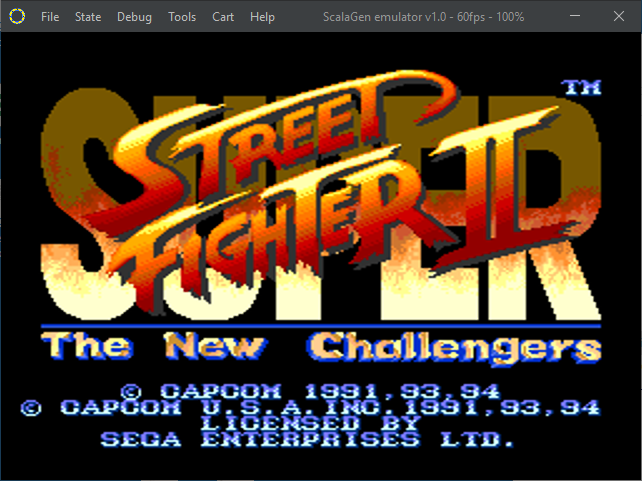 File State Debug Tools Cart Help ScalaGen emulator v1.0 - 60fps - 100%
TM
SUPER
STREET
FIGHTER II
The New Challengers
© CAPCOM 1991,93,94
© CAPCOM U.S.A.INC.1991,93,94
LICENSED BY
SEGA ENTERPRISES LTD.